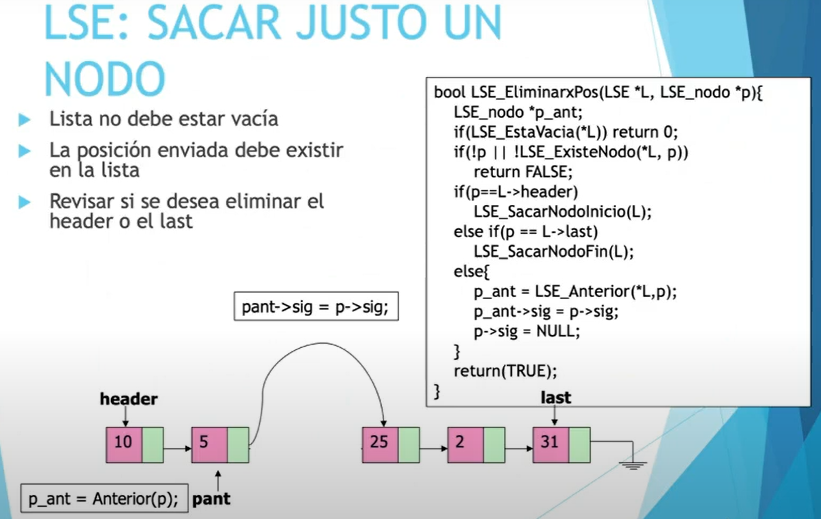 LSE: SACAR JUSTO UN
NODO
Lista no debe estar vacía
La posición enviada debe existir
en la lista
Revisar si se desea eliminar el
header o el last
bool LSE_EliminarxPos(LSE *L, LSE_nodo *p){
LSE_nodo *p_ant;
if(LSE_EstaVacia(*L)) return 0;
if(!p || !LSE_ExisteNodo(*L, p))
return FALSE;
if(p==L->header)
LSE_SacarNodoInicio(L);
else if(p == L->last)
LSE_SacarNodoFin(L);
else{
p_ant = LSE_Anterior(*L,p);
p_ant->sig = p->sig;
p->sig = NULL;
}
return(TRUE);
}
pant->sig = p->sig;
header
last
10 5 25 2 31
p_ant = Anterior(p); pant